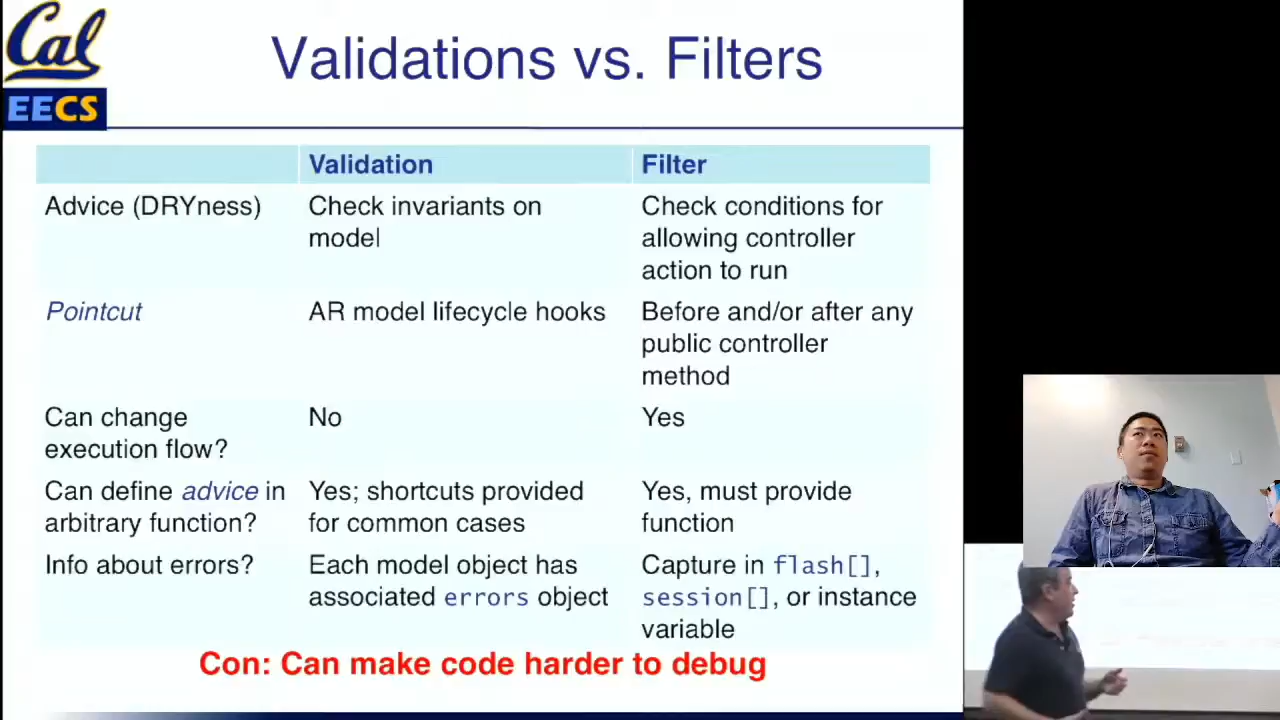 Cal
EECS
Validations vs. Filters
Validation
Filter
Advice (DRYness)
Check invariants on
model
Check conditions for
allowing controller
action to run
Pointcut
AR model lifecycle hooks
Before and/or after any
public controller
method
Can change
execution flow?
No
Yes
Can define advice in
arbitrary function?
Yes; shortcuts provided
for common cases
Yes, must provide
function
Info about errors?
Each model object has
associated errors object
Capture in flash[],
session[], or instance
variable
Con: Can make code harder to debug